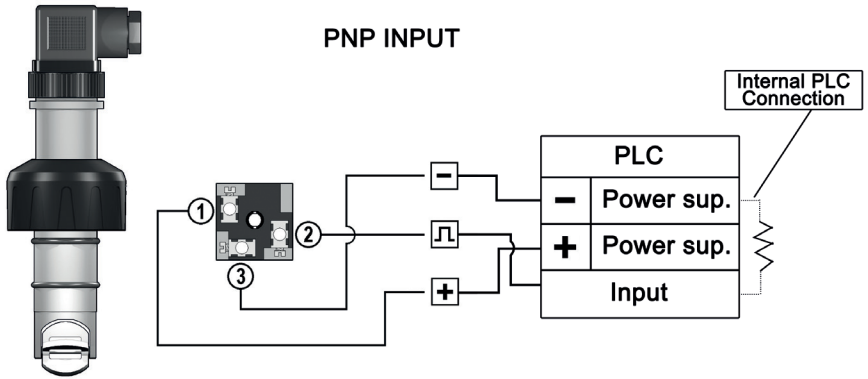 PNP INPUT
Internal PLC
Connection
PLC
- Power sup.
+ Power sup.
Input
1
2
3
-
+